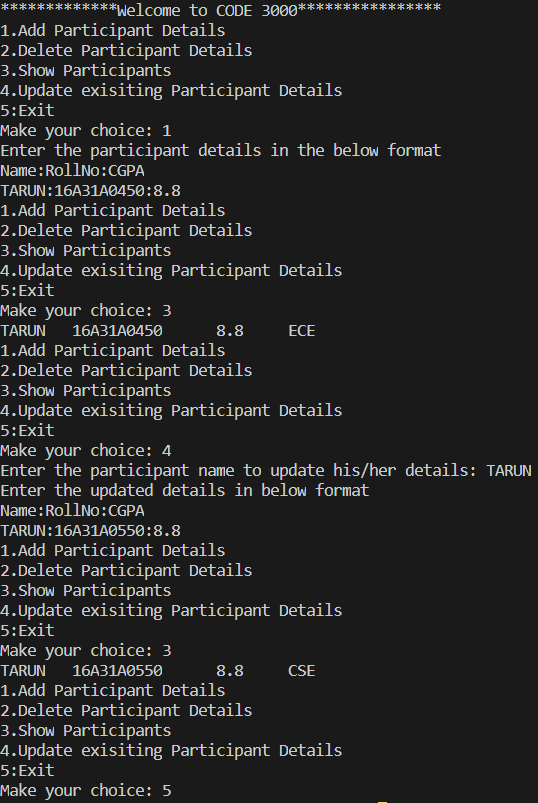 *************Welcome to CODE 3000****************
1.Add Participant Details
2.Delete Participant Details
3.Show Participants
4.Update exisiting Participant Details
5:Exit
Make your choice: 1
Enter the participant details in the below format
Name:RollNo:CGPA
TARUN:16A31A0450:8.8
1.Add Participant Details
2.Delete Participant Details
3.Show Participants
4.Update exisiting Participant Details
5:Exit
Make your choice: 3
TARUN   16A31A0450      8.8     ECE
1.Add Participant Details
2.Delete Participant Details
3.Show Participants
4.Update exisiting Participant Details
5:Exit
Make your choice: 4
Enter the participant name to update his/her details: TARUN
Enter the updated details in below format
Name:RollNo:CGPA
TARUN:16A31A0550:8.8
1.Add Participant Details
2.Delete Participant Details
3.Show Participants
4.Update exisiting Participant Details
5:Exit
Make your choice: 3
TARUN   16A31A0550      8.8     CSE
1.Add Participant Details
2.Delete Participant Details
3.Show Participants
4.Update exisiting Participant Details
5:Exit
Make your choice: 5